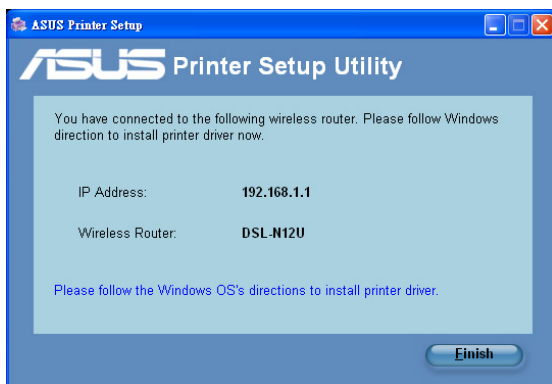 ASUS Printer Setup
ASUS Printer Setup Utility
You have connected to the following wireless router. Please follow Windows
direction to install printer driver now.
IP Address: 192.168.1.1
Wireless Router: DSL-N12U
Please follow the Windows OS's directions to install printer driver.
Finish